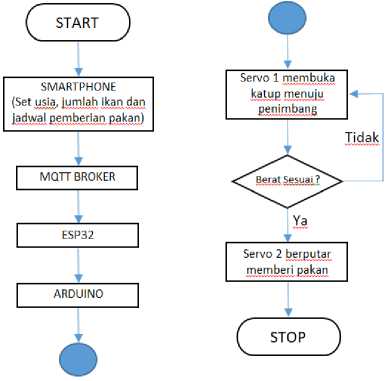 START
SMARTPHONE
(Set usia, jumlah ikan dan
jadwal pemberian pakan)
MQTT BROKER
ESP32
ARDUINO
Servo 1 membuka
katup menuju
penimbang
Tidak
Berat Sesuai ?
Ya
Servo 2 berputar
memberi pakan
STOP